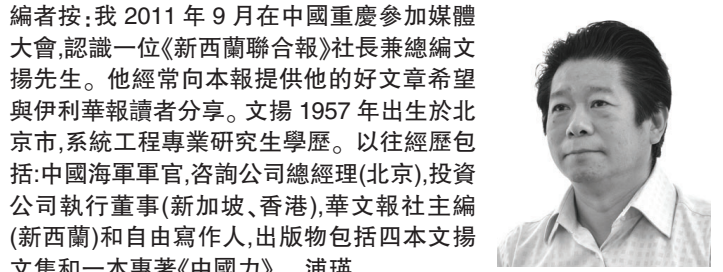 編者按:我 2011 年 9 月在中國重慶參加媒體
大會,認識一位《新西蘭聯合報》社長兼總編文
揚先生。他經常向本報提供他的好文章希望
與伊利華報讀者分享。文揚 1957 年出生於北
京市,系統工程專業研究生學歷。以往經歷包
括:中國海軍軍官,咨詢公司總經理(北京),投資
公司執行董事(新加坡、香港),華文報社主編
(新西蘭)和自由寫作人,出版物包括四本文揚
文集和一本專著《中國力》。 浦瑛